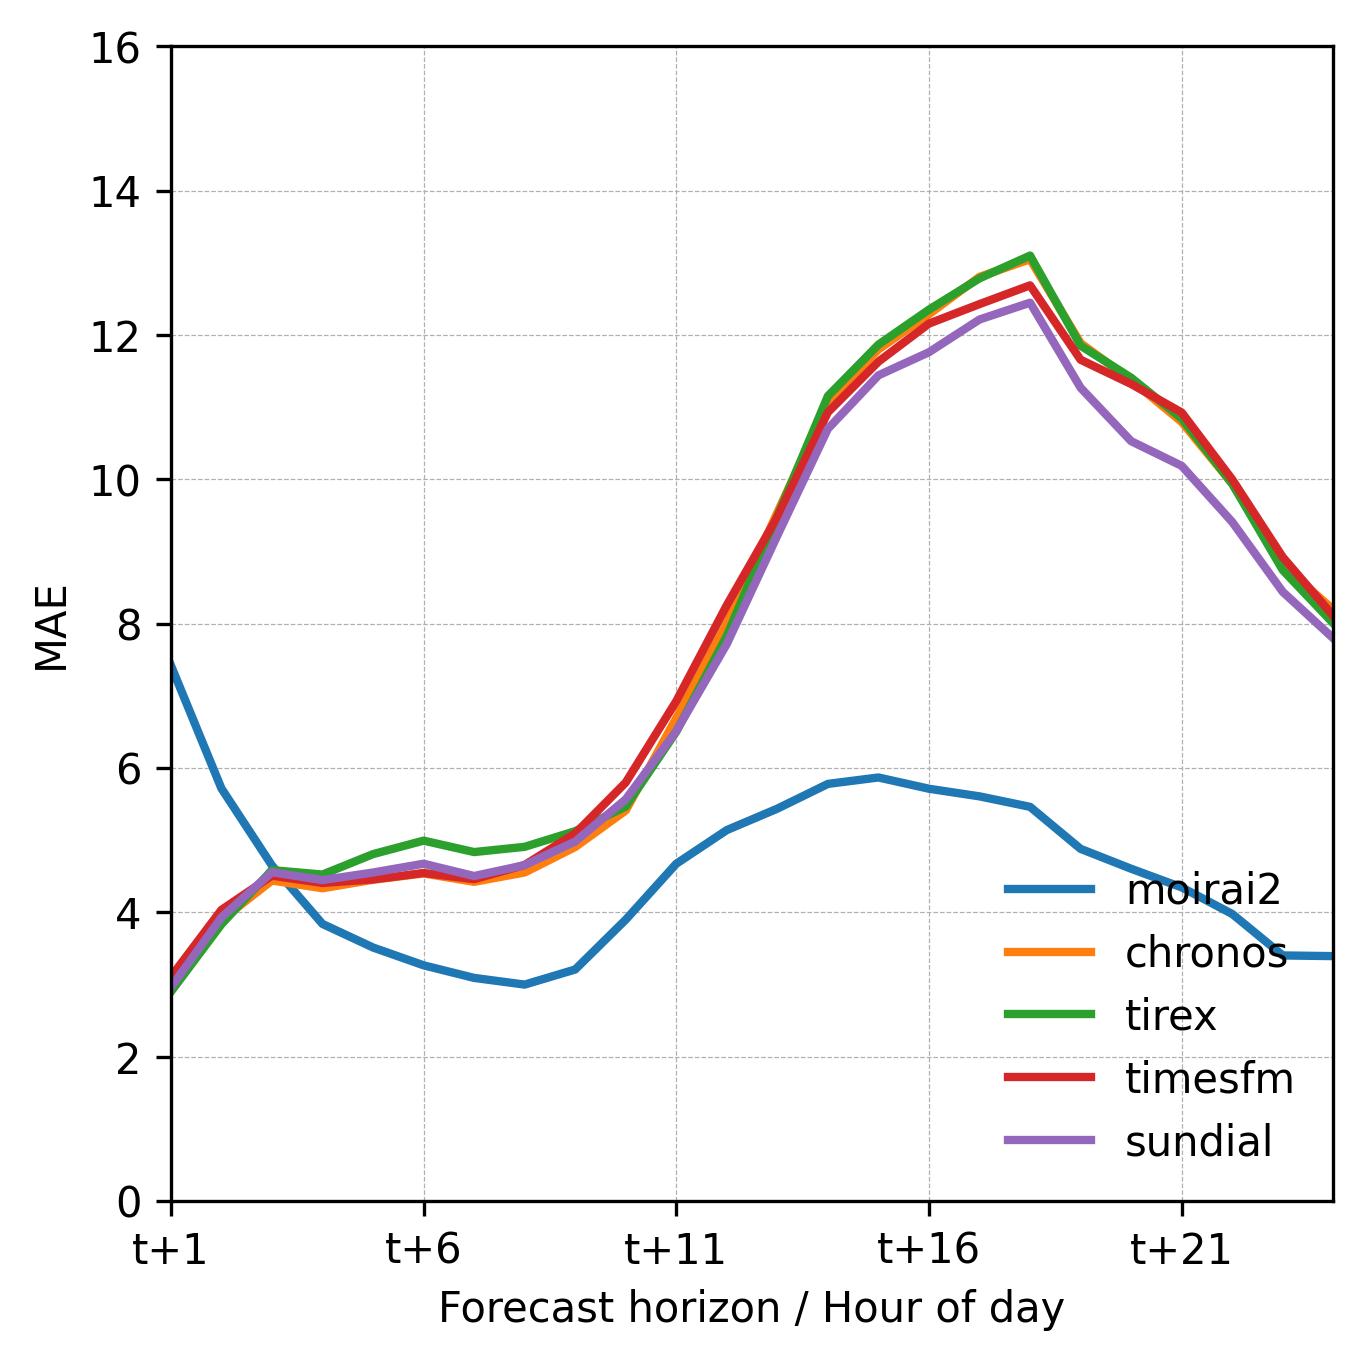 16
14
12
10
8
6
4
2
0
MAE
t+1 t+6 t+11 t+16 t+21
Forecast horizon / Hour of day
moirai2
chronos
tirex
timesfm
sundial